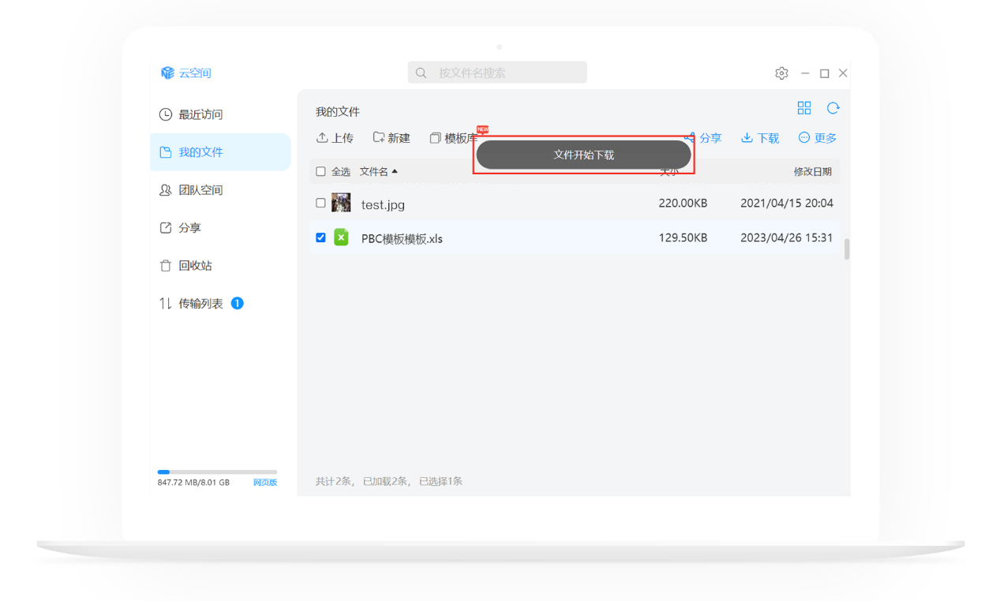 云空间
按文件名搜索
最近访问
我的文件
团队空间
分享
回收站
传输列表 1
847.72 MB/8.01 GB 网页版
我的文件
上传 新建 模板库 NEW 分享 下载 更多
文件开始下载
全选 文件名 大小 修改日期
test.jpg 220.00KB 2021/04/15 20:04
PBC模板模板.xls 129.50KB 2023/04/26 15:31
共计2条, 已加载2条, 已选择1条